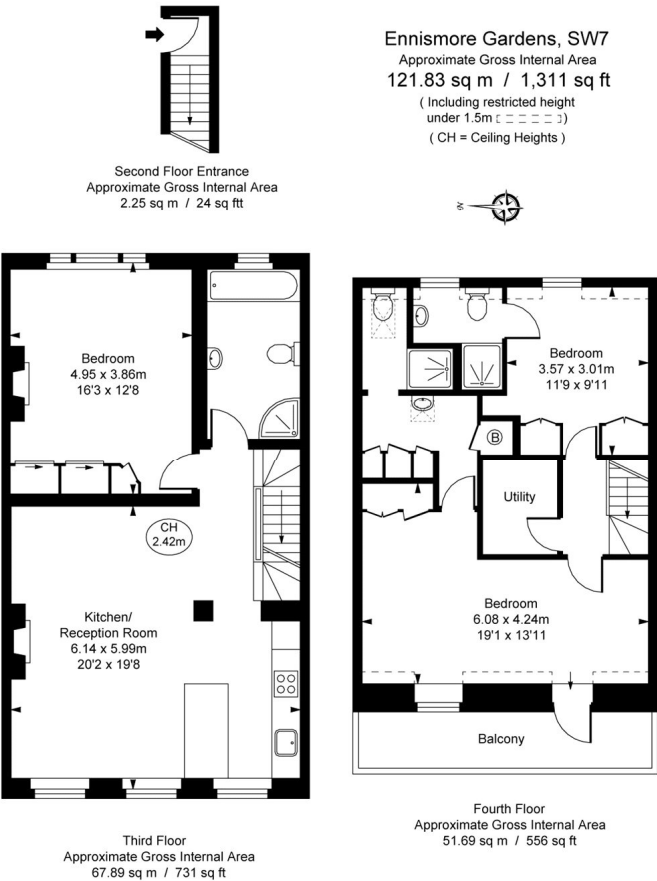 Ennismore Gardens, SW7
Approximate Gross Internal Area
121.83 sq m / 1,311 sq ft
( Including restricted height
under 1.5m )
( CH = Ceiling Heights )
Second Floor Entrance
Approximate Gross Internal Area
2.25 sq m / 24 sq ftt
N
Bedroom
4.95 x 3.86m
16'3 x 12'8
CH
2.42m
Kitchen/
Reception Room
6.14 x 5.99m
20'2 x 19'8
Third Floor
Approximate Gross Internal Area
67.89 sq m / 731 sq ft
Bedroom
3.57 x 3.01m
11'9 x 9'11
B
Utility
Bedroom
6.08 x 4.24m
19'1 x 13'11
Balcony
Fourth Floor
Approximate Gross Internal Area
51.69 sq m / 556 sq ft